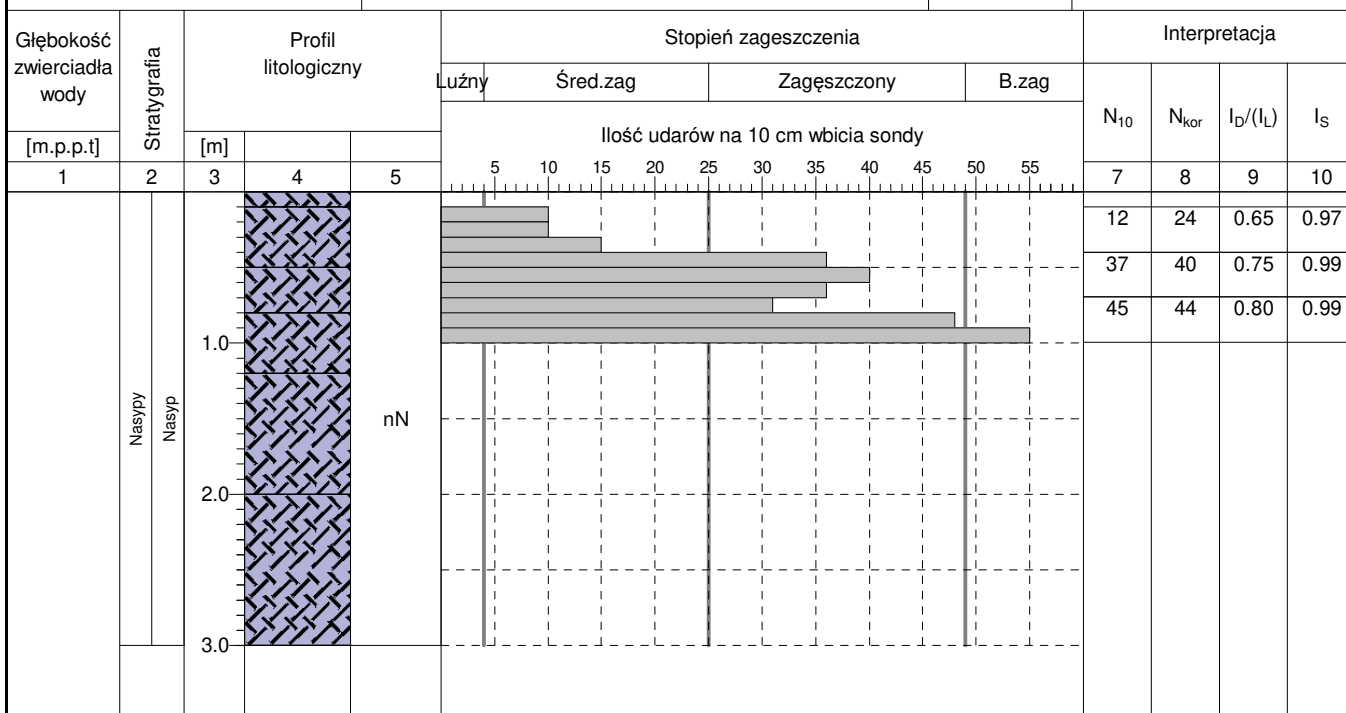 Głębokość zwierciadła wody
Stratygrafia
Profil litologiczny
Stopień zageszczenia
Interpretacja
Luźny Śred.zag Zagęszczony B.zag
N10 Nkor ID/(IL) IS
[m.p.p.t] [m]
Ilość udarów na 10 cm wbicia sondy
5 10 15 20 25 30 35 40 45 50 55
1 2 3 4 5 7 8 9 10
12 24 0.65 0.97
37 40 0.75 0.99
45 44 0.80 0.99
1.0
Nasypy Nasyp nN
2.0
3.0